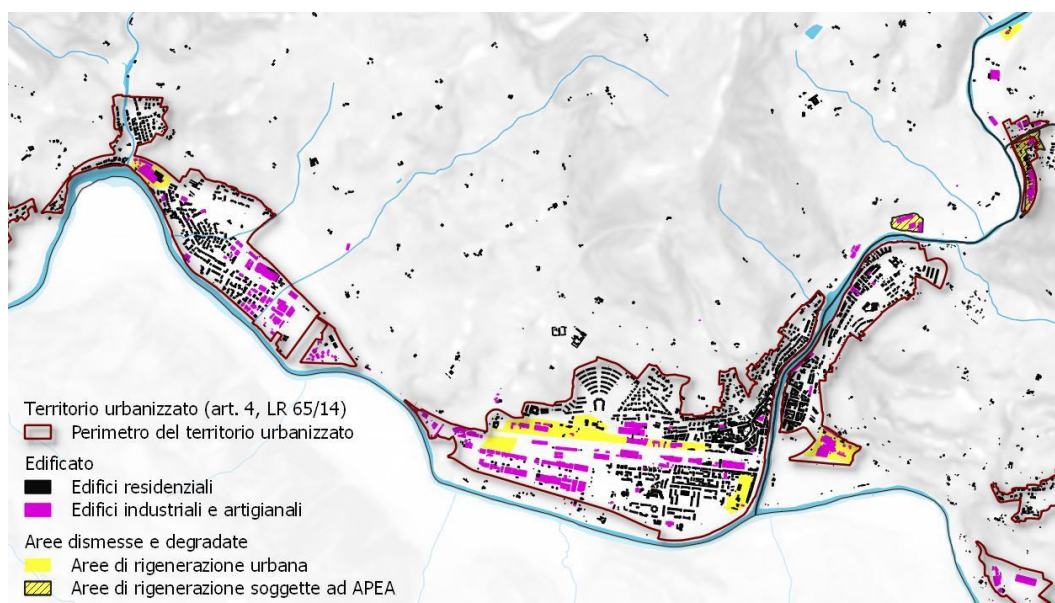 Territorio urbanizzato (art. 4, LR 65/14)
Perimetro del territorio urbanizzato
Edificato
Edifici residenziali
Edifici industriali e artigianali
Aree dismesse e degradate
Aree di rigenerazione urbana
Aree di rigenerazione soggette ad APEA